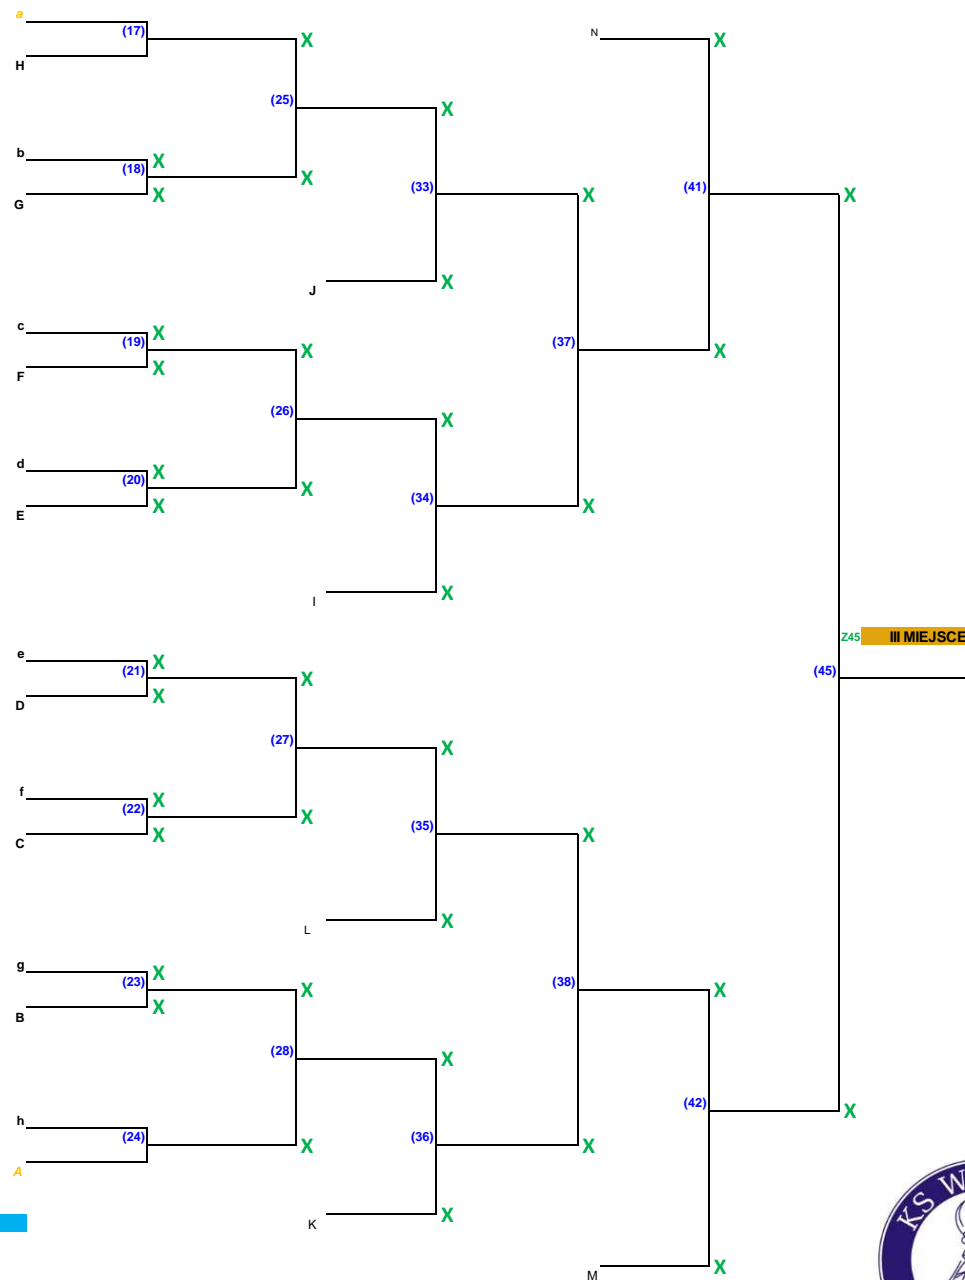 a
(17) X N X
H
(25) X
b X
(18) X
G X (33) X (41) X
J X
c X
(19) X (37) X
F X
(26) X
d X
(20) X
E X (34) X
I X
Z45 III MIEJSCE
e X
(21) X (45)
D X
(27) X
f X
(22) X
C X (35) X
L X
g X
(23) X (38) X
B X
(28) X
h
(24) X (36) X (42) X
A
K X
M X
KS W